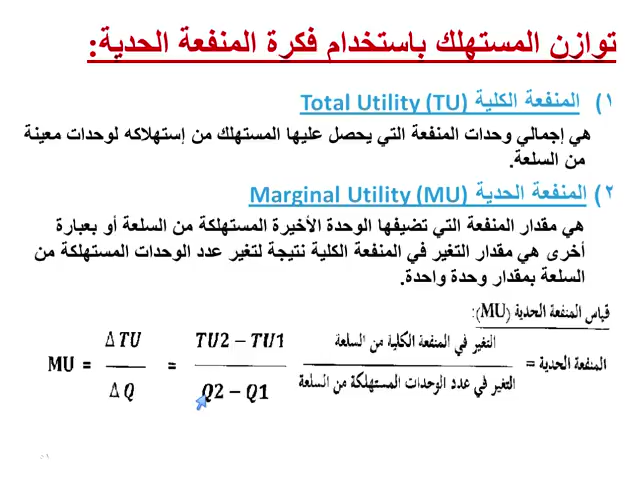 توازن المستهلك باستخدام فكرة المنفعة الحدية:
١) المنفعة الكلية Total Utility (TU)
هي إجمالي وحدات المنفعة التي يحصل عليها المستهلك من إستهلاكه لوحدات معينة
من السلعة.
٢) المنفعة الحدية Marginal Utility (MU)
هي مقدار المنفعة التي تضيفها الوحدة الأخيرة المستهلكة من السلعة أو بعبارة
أخرى هي مقدار التغير في المنفعة الكلية نتيجة لتغير عدد الوحدات المستهلكة من
السلعة بمقدار وحدة واحدة.
قياس المنفعة الحدية (MU):
المنفعة الحدية = التغير في المنفعة الكلية من السلعة
التغير في عدد الوحدات المستهلكة من السلعة
MU = Δ TU = TU2 − TU1
Δ Q Q2 − Q1